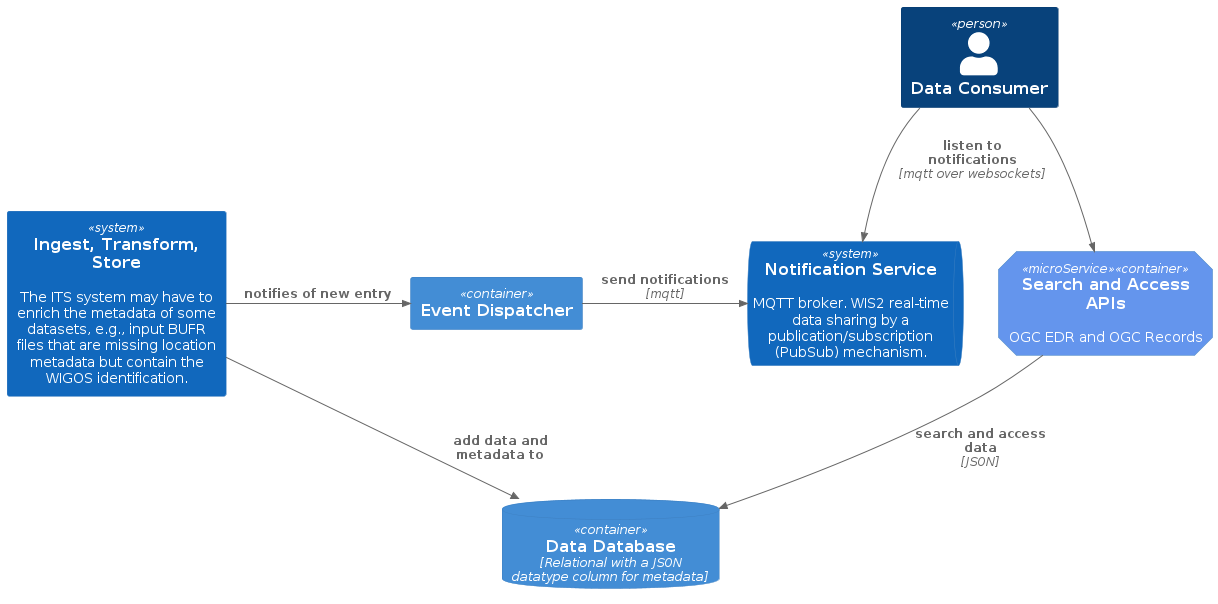 «person»
Data Consumer
listen to
notifications
[mqtt over websockets]
«system»
Ingest, Transform,
Store
The ITS system may have to
enrich the metadata of some
datasets, e.g., input BUFR
files that are missing location
metadata but contain the
WIGOS identification.
notifies of new entry
«container»
Event Dispatcher
send notifications
[mqtt]
«system»
Notification Service
MQTT broker. WIS2 real-time
data sharing by a
publication/subscription
(PubSub) mechanism.
«microService»«container»
Search and Access
APIs
OGC EDR and OGC Records
add data and
metadata to
search and access
data
[JSON]
«container»
Data Database
[Relational with a JSON
datatype column for metadata]